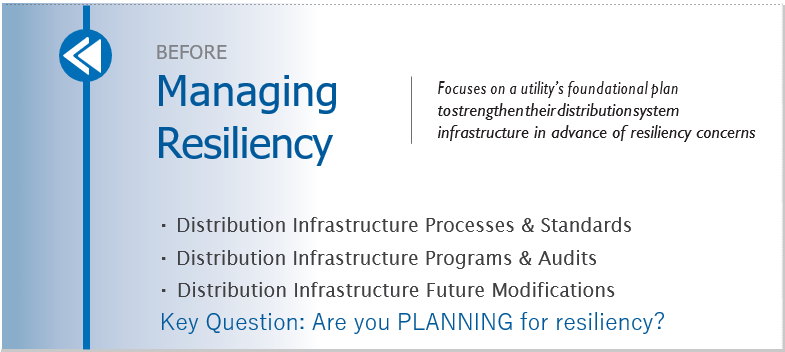 BEFORE
Managing
Resiliency
Focuses on a utility's foundational plan
tostrengthentheirdistributionsystem
infrastructure in advance of resiliency concerns
· Distribution Infrastructure Processes & Standards
· Distribution Infrastructure Programs & Audits
· Distribution Infrastructure Future Modifications
Key Question: Are you PLANNING for resiliency?